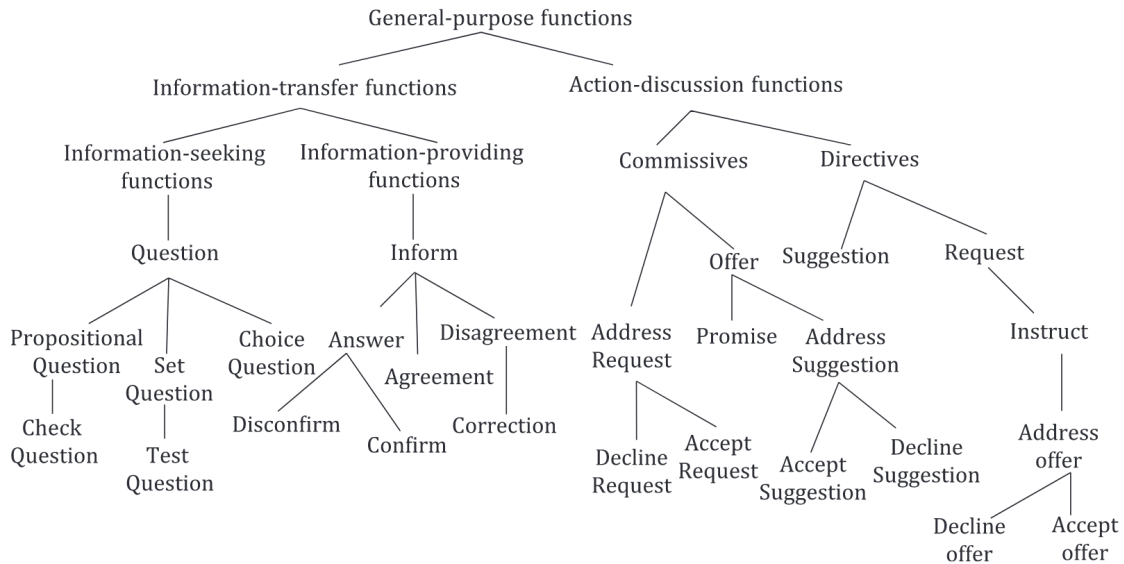 General-purpose functions
Information-transfer functions
Action-discussion functions
Information-seeking
functions
Information-providing
functions
Commissives
Directives
Question
Inform
Offer
Suggestion
Request
Propositional
Question
Set
Question
Choice
Question
Answer
Agreement
Disagreement
Address
Request
Promise
Address
Suggestion
Instruct
Check
Question
Test
Question
Disconfirm
Confirm
Correction
Decline
Request
Accept
Request
Accept
Suggestion
Decline
Suggestion
Address
offer
Decline
offer
Accept
offer